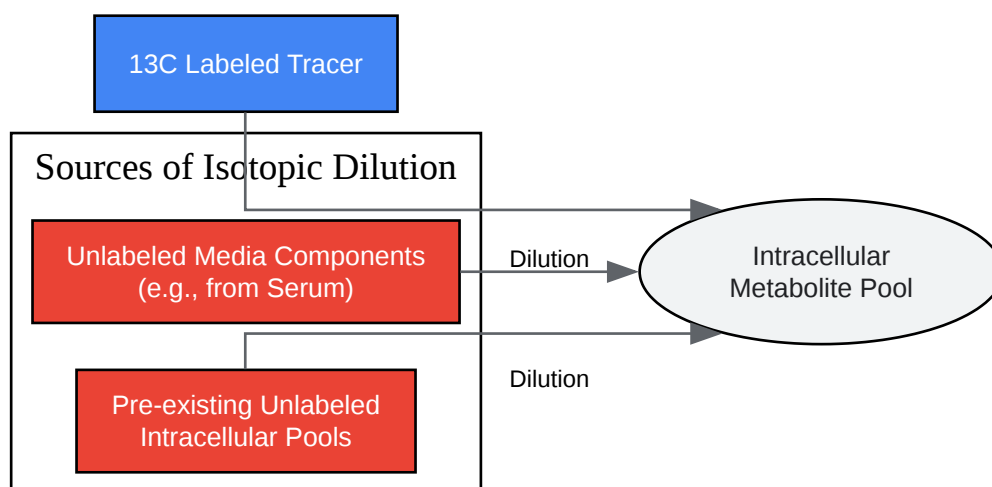 13C Labeled Tracer
Sources of Isotopic Dilution
Unlabeled Media Components
(e.g., from Serum)
Dilution
Intracellular
Metabolite Pool
Dilution
Pre-existing Unlabeled
Intracellular Pools